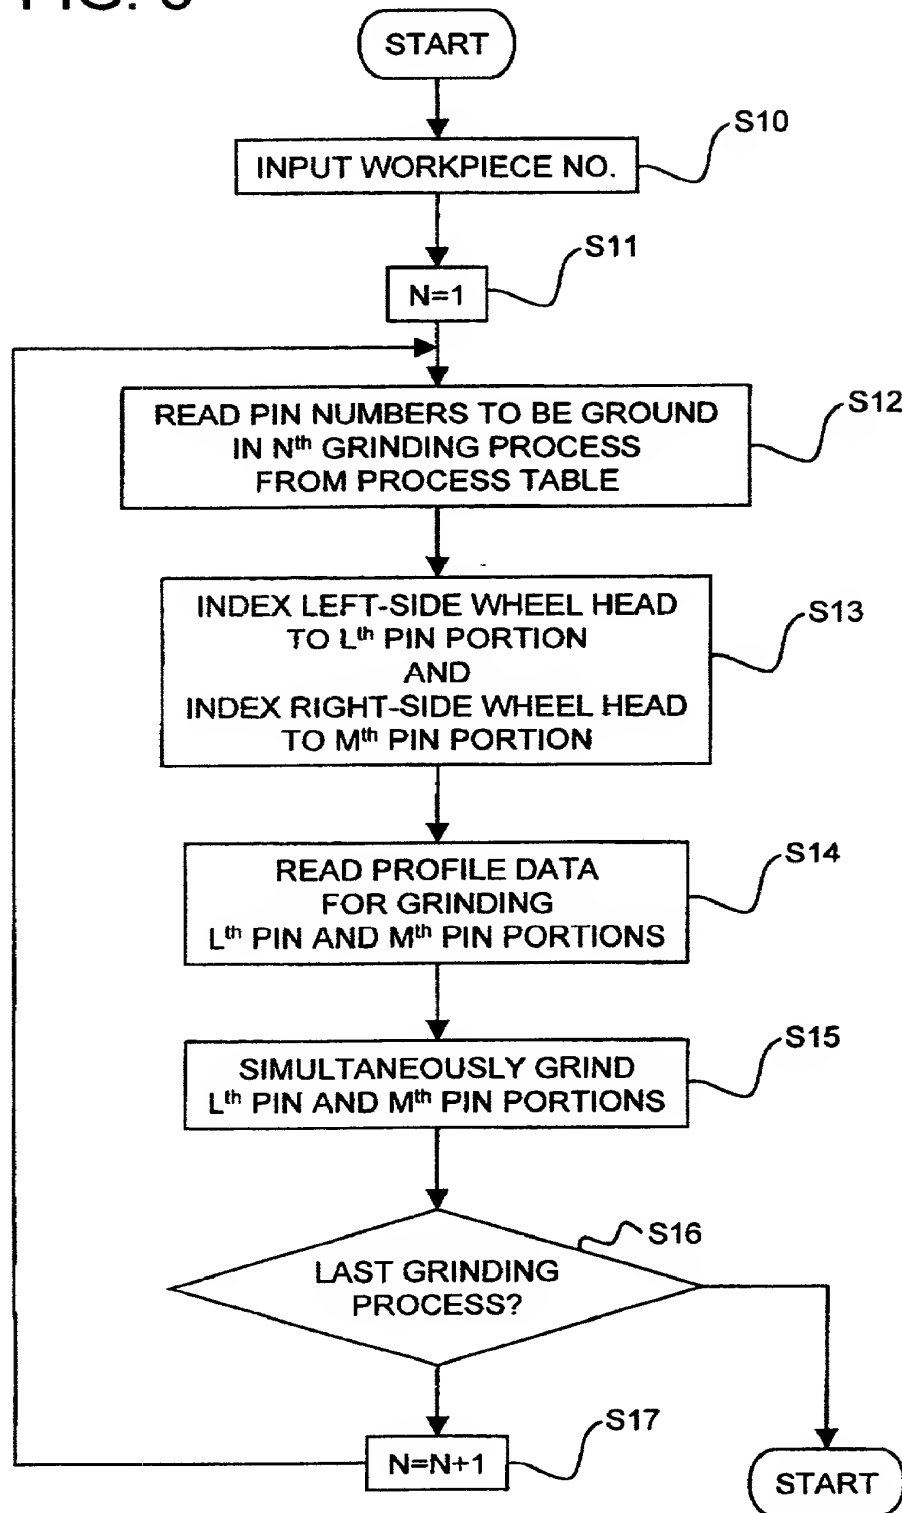 START
S10
INPUT WORKPIECE NO.
S11
N=1
S12
READ PIN NUMBERS TO BE GROUND
IN Nth GRINDING PROCESS
FROM PROCESS TABLE
S13
INDEX LEFT-SIDE WHEEL HEAD
TO Lth PIN PORTION
AND
INDEX RIGHT-SIDE WHEEL HEAD
TO Mth PIN PORTION
S14
READ PROFILE DATA
FOR GRINDING
Lth PIN AND Mth PIN PORTIONS
S15
SIMULTANEOUSLY GRIND
Lth PIN AND Mth PIN PORTIONS
S16
LAST GRINDING
PROCESS?
S17
N=N+1
START